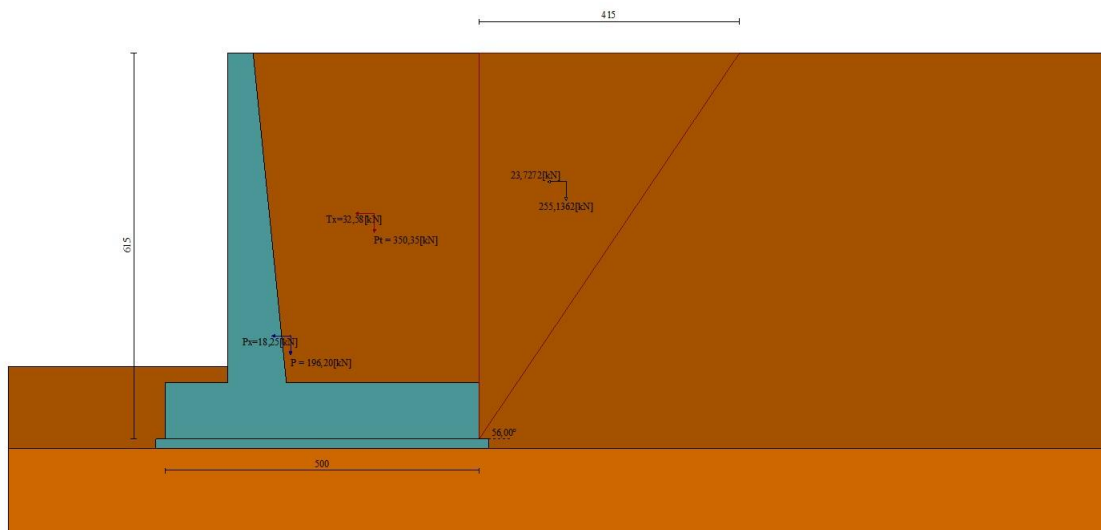 415
615
23,7272[kN]
255,1362[kN]
Tx=32,58[kN]
Pt = 350,35[kN]
Px=18,25[kN]
P = 196,20[kN]
56,00°
500